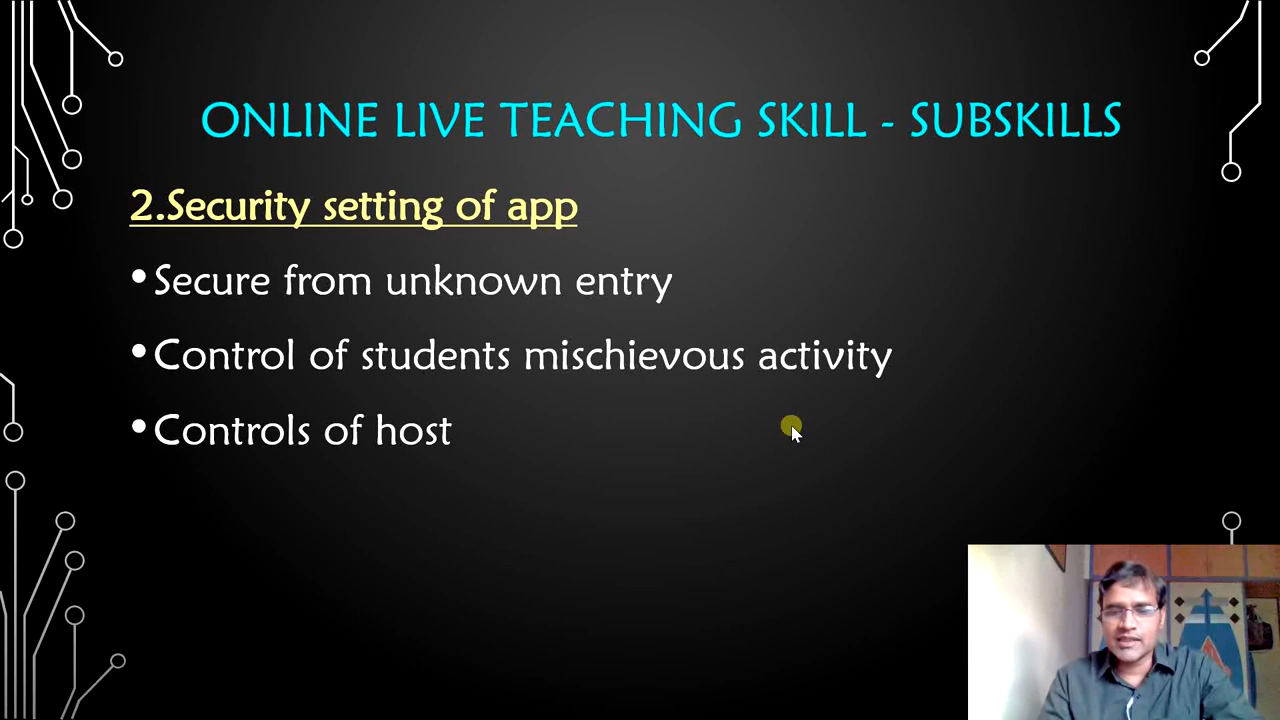 ONLINE LIVE TEACHING SKILL - SUBSKILLS
2.Security setting of app
•Secure from unknown entry
•Control of students mischievous activity
•Controls of host